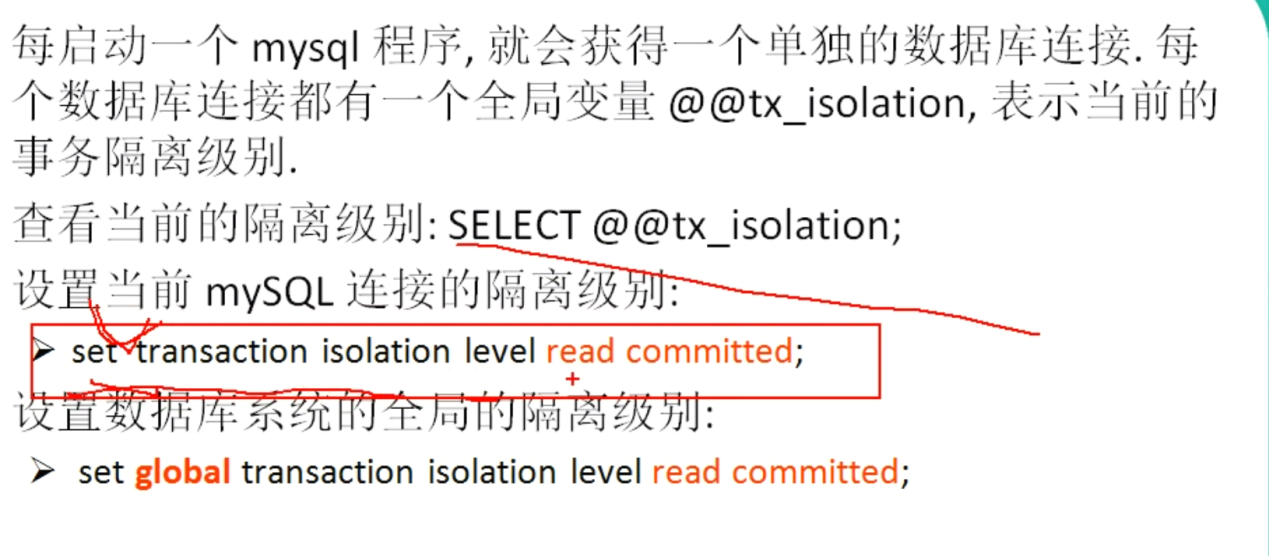 每启动一个 mysql 程序, 就会获得一个单独的数据库连接. 每
个数据库连接都有一个全局变量 @@tx_isolation, 表示当前的
事务隔离级别.
查看当前的隔离级别: SELECT @@tx_isolation;
设置当前 mySQL 连接的隔离级别:
➤ set transaction isolation level read committed;
设置数据库系统的全局的隔离级别:
➤ set global transaction isolation level read committed;